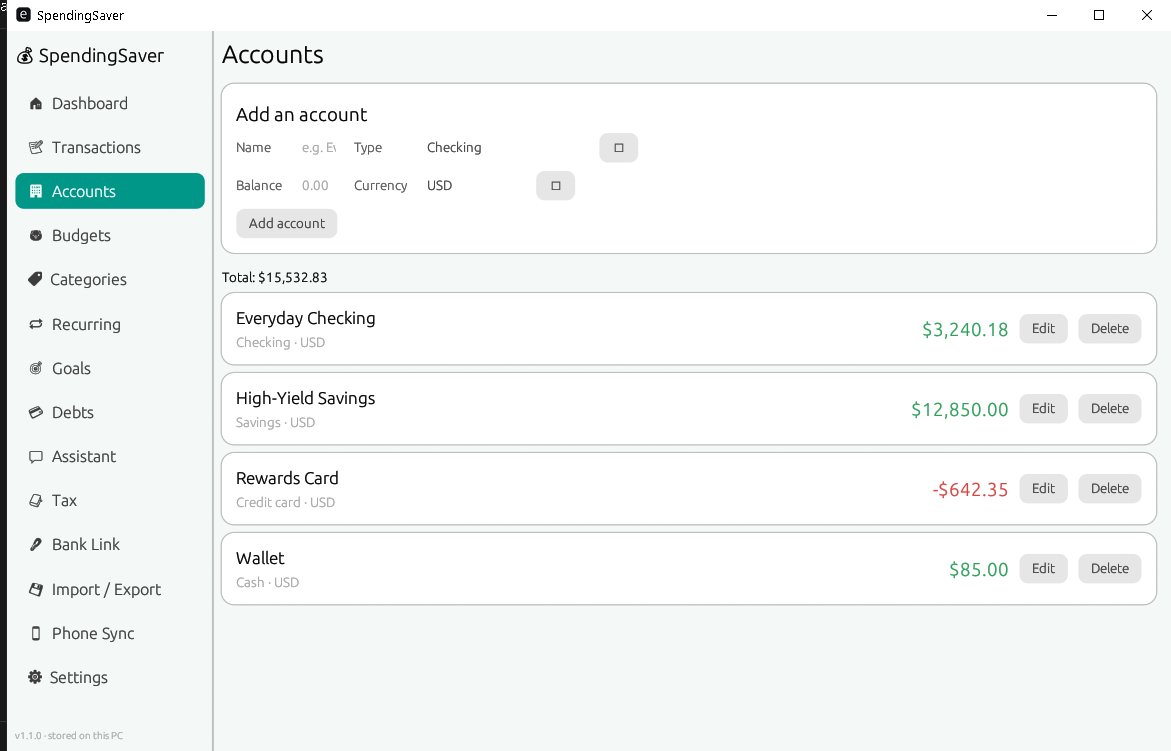 SpendingSaver
SpendingSaver
Dashboard
Transactions
Accounts
Budgets
Categories
Recurring
Goals
Debts
Assistant
Tax
Bank Link
Import / Export
Phone Sync
Settings
v1.1.0 · stored on this PC
Accounts
Add an account
Name e.g. Ev Type Checking
Balance 0.00 Currency USD
Add account
Total: $15,532.83
Everyday Checking
Checking · USD
$3,240.18 Edit Delete
High-Yield Savings
Savings · USD
$12,850.00 Edit Delete
Rewards Card
Credit card · USD
-$642.35 Edit Delete
Wallet
Cash · USD
$85.00 Edit Delete